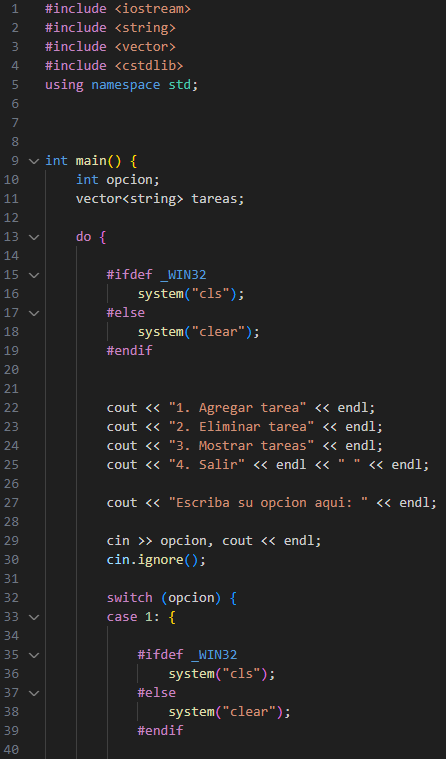 1 #include <iostream>
2 #include <string>
3 #include <vector>
4 #include <cstdlib>
5 using namespace std;
6
7
8
9 int main() {
10 int opcion;
11 vector<string> tareas;
12
13 do {
14
15 #ifdef _WIN32
16 system("cls");
17 #else
18 system("clear");
19 #endif
20
21
22 cout << "1. Agregar tarea" << endl;
23 cout << "2. Eliminar tarea" << endl;
24 cout << "3. Mostrar tareas" << endl;
25 cout << "4. Salir" << endl << " " << endl;
26
27 cout << "Escriba su opcion aqui: " << endl;
28
29 cin >> opcion, cout << endl;
30 cin.ignore();
31
32 switch (opcion) {
33 case 1: {
34
35 #ifdef _WIN32
36 system("cls");
37 #else
38 system("clear");
39 #endif
40